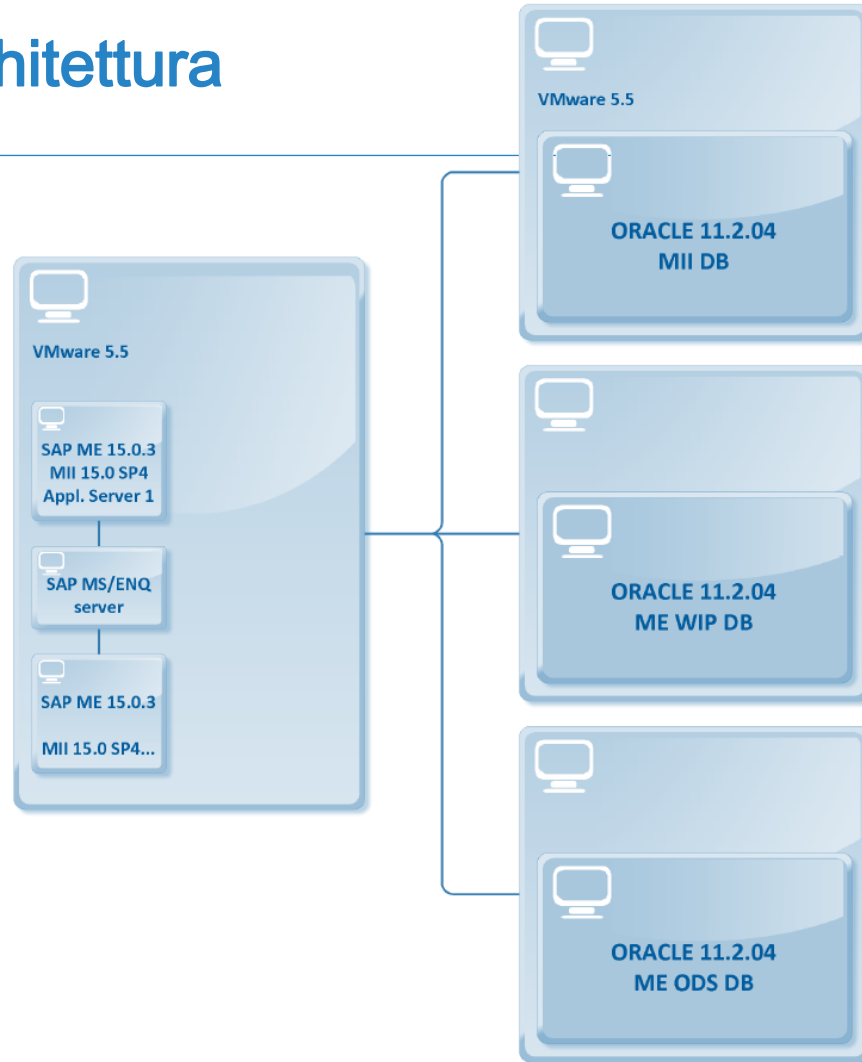 hitettura
VMware 5.5
SAP ME 15.0.3
MII 15.0 SP4
Appl. Server 1
SAP MS/ENQ
server
SAP ME 15.0.3
MII 15.0 SP4...
VMware 5.5
ORACLE 11.2.04
MII DB
ORACLE 11.2.04
ME WIP DB
ORACLE 11.2.04
ME ODS DB